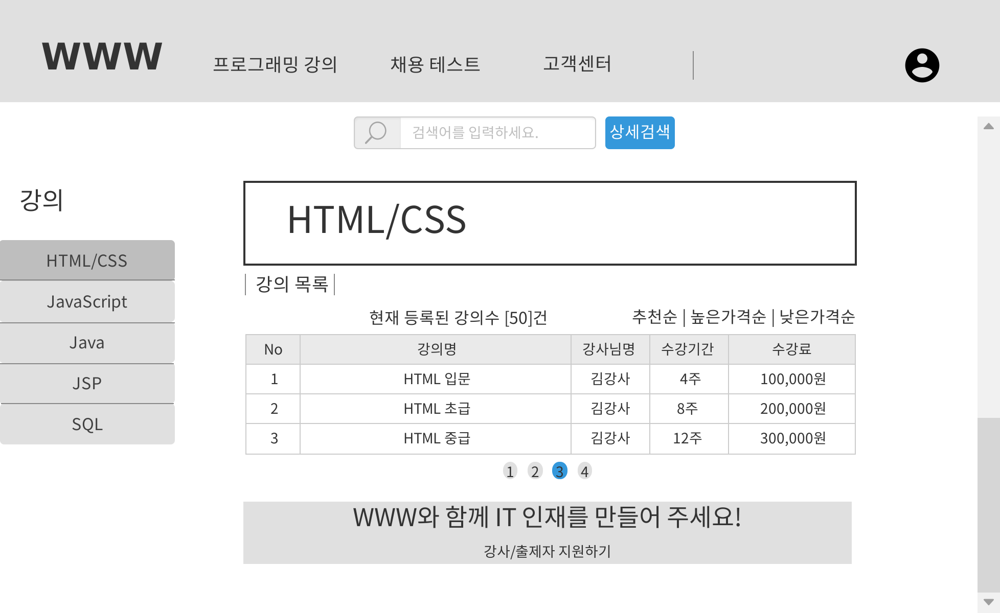 www
프로그래밍 강의 채용 테스트 고객센터
검색어를 입력하세요. 상세검색
강의
HTML/CSS
JavaScript
Java
JSP
SQL
HTML/CSS
강의 목록
현재 등록된 강의수 [50]건 추천순 | 높은가격순 | 낮은가격순
No 강의명 강사님명 수강기간 수강료
1 HTML 입문 김강사 4주 100,000원
2 HTML 초급 김강사 8주 200,000원
3 HTML 중급 김강사 12주 300,000원
1 2 3 4
WWW와 함께 IT 인재를 만들어 주세요!
강사/출제자 지원하기